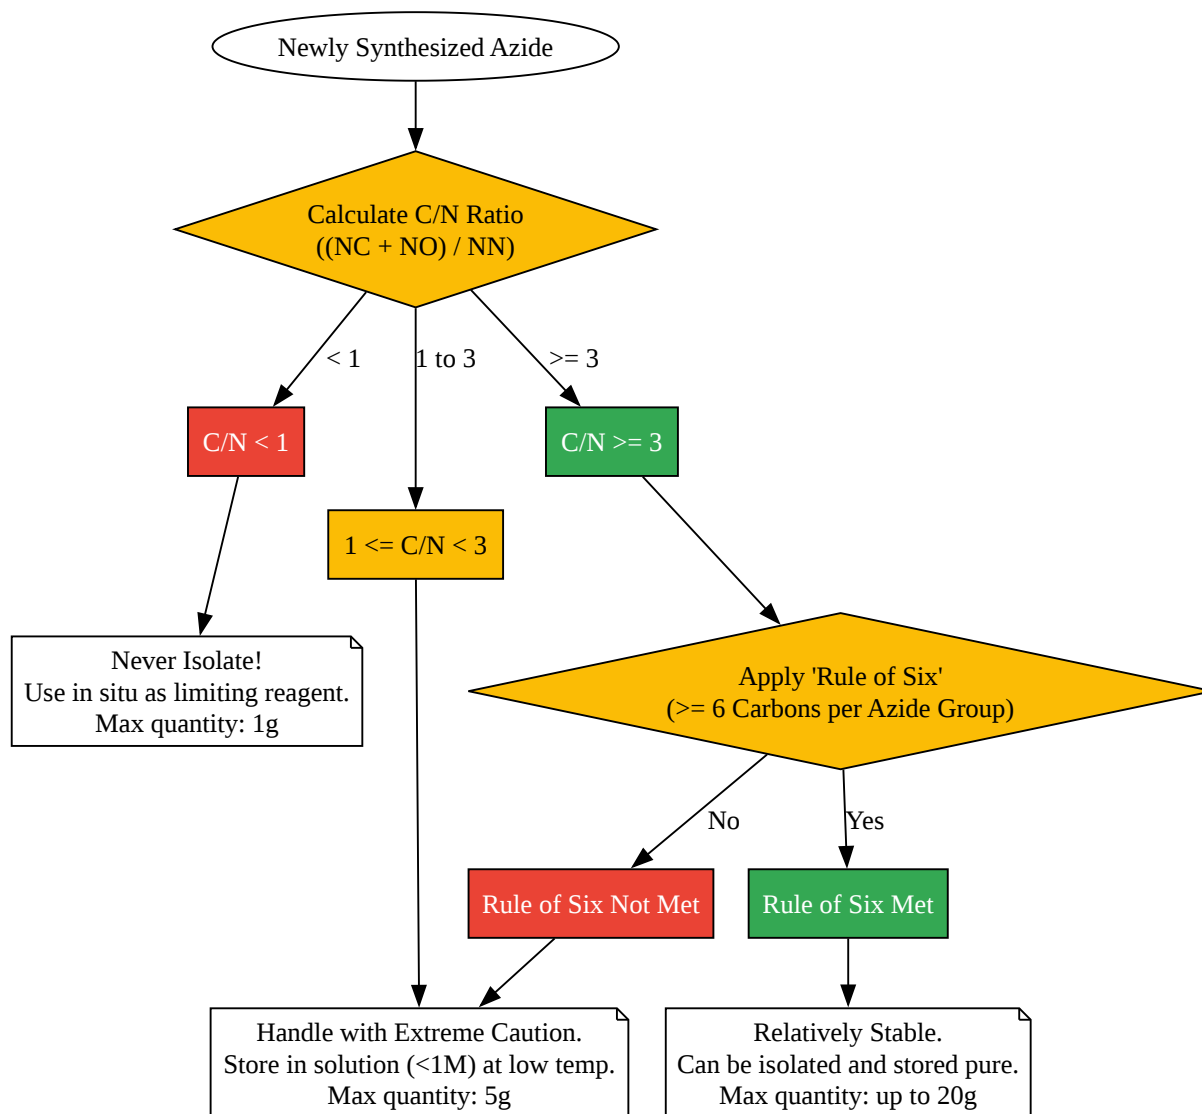 Newly Synthesized Azide
Calculate C/N Ratio
((NC + NO) / NN)
< 1
1 to 3
>= 3
C/N < 1
C/N >= 3
1 <= C/N < 3
Never Isolate!
Use in situ as limiting reagent.
Max quantity: 1g
Apply 'Rule of Six'
(>= 6 Carbons per Azide Group)
No
Yes
Rule of Six Not Met
Rule of Six Met
Handle with Extreme Caution.
Store in solution (<1M) at low temp.
Max quantity: 5g
Relatively Stable.
Can be isolated and stored pure.
Max quantity: up to 20g